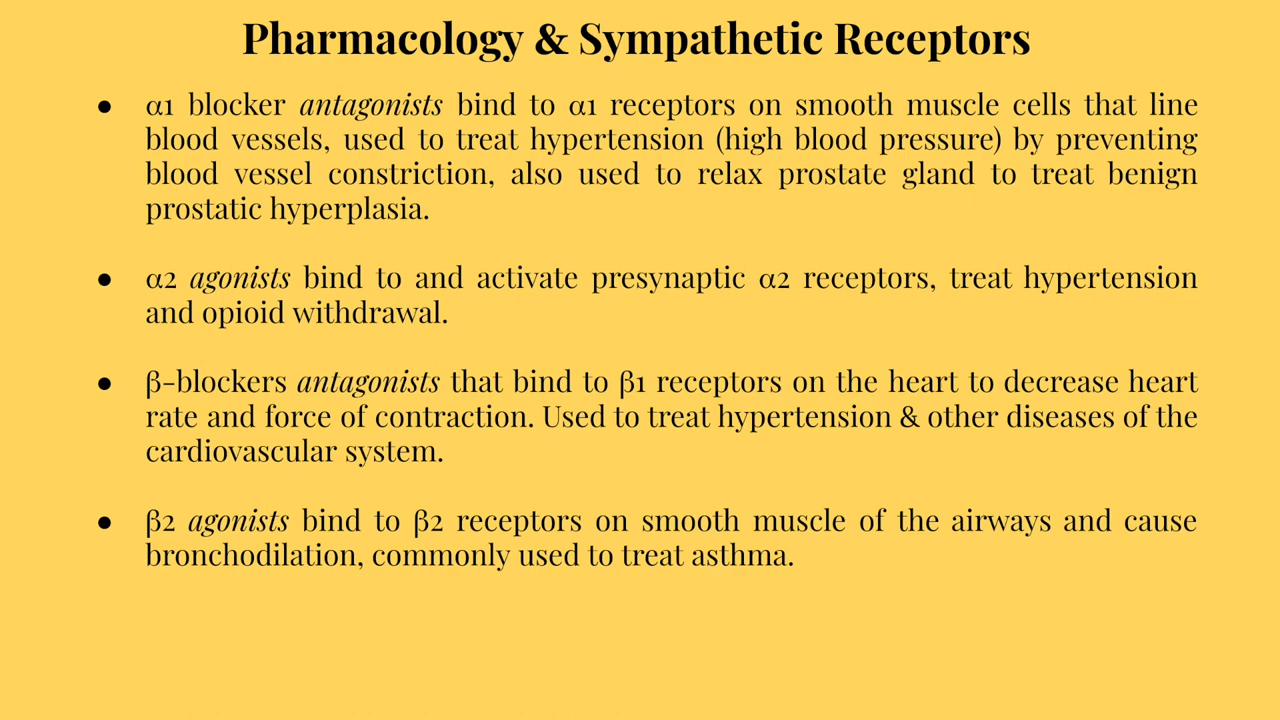 Pharmacology & Sympathetic Receptors
● α1 blocker antagonists bind to α1 receptors on smooth muscle cells that line
blood vessels, used to treat hypertension (high blood pressure) by preventing
blood vessel constriction, also used to relax prostate gland to treat benign
prostatic hyperplasia.
● α2 agonists bind to and activate presynaptic α2 receptors, treat hypertension
and opioid withdrawal.
● β-blockers antagonists that bind to β1 receptors on the heart to decrease heart
rate and force of contraction. Used to treat hypertension & other diseases of the
cardiovascular system.
● β2 agonists bind to β2 receptors on smooth muscle of the airways and cause
bronchodilation, commonly used to treat asthma.